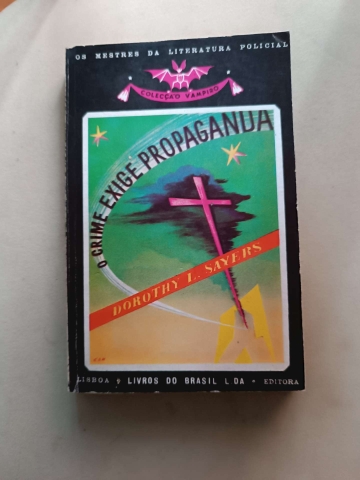 OS MESTRES DA LITERATURA POLICIAL
COLECÇÃO VAMPIRO
O CRIME EXIGE PROPAGANDA
DOROTHY L. SAYERS
LISBOA LIVROS DO BRASIL L.DA • EDITORA